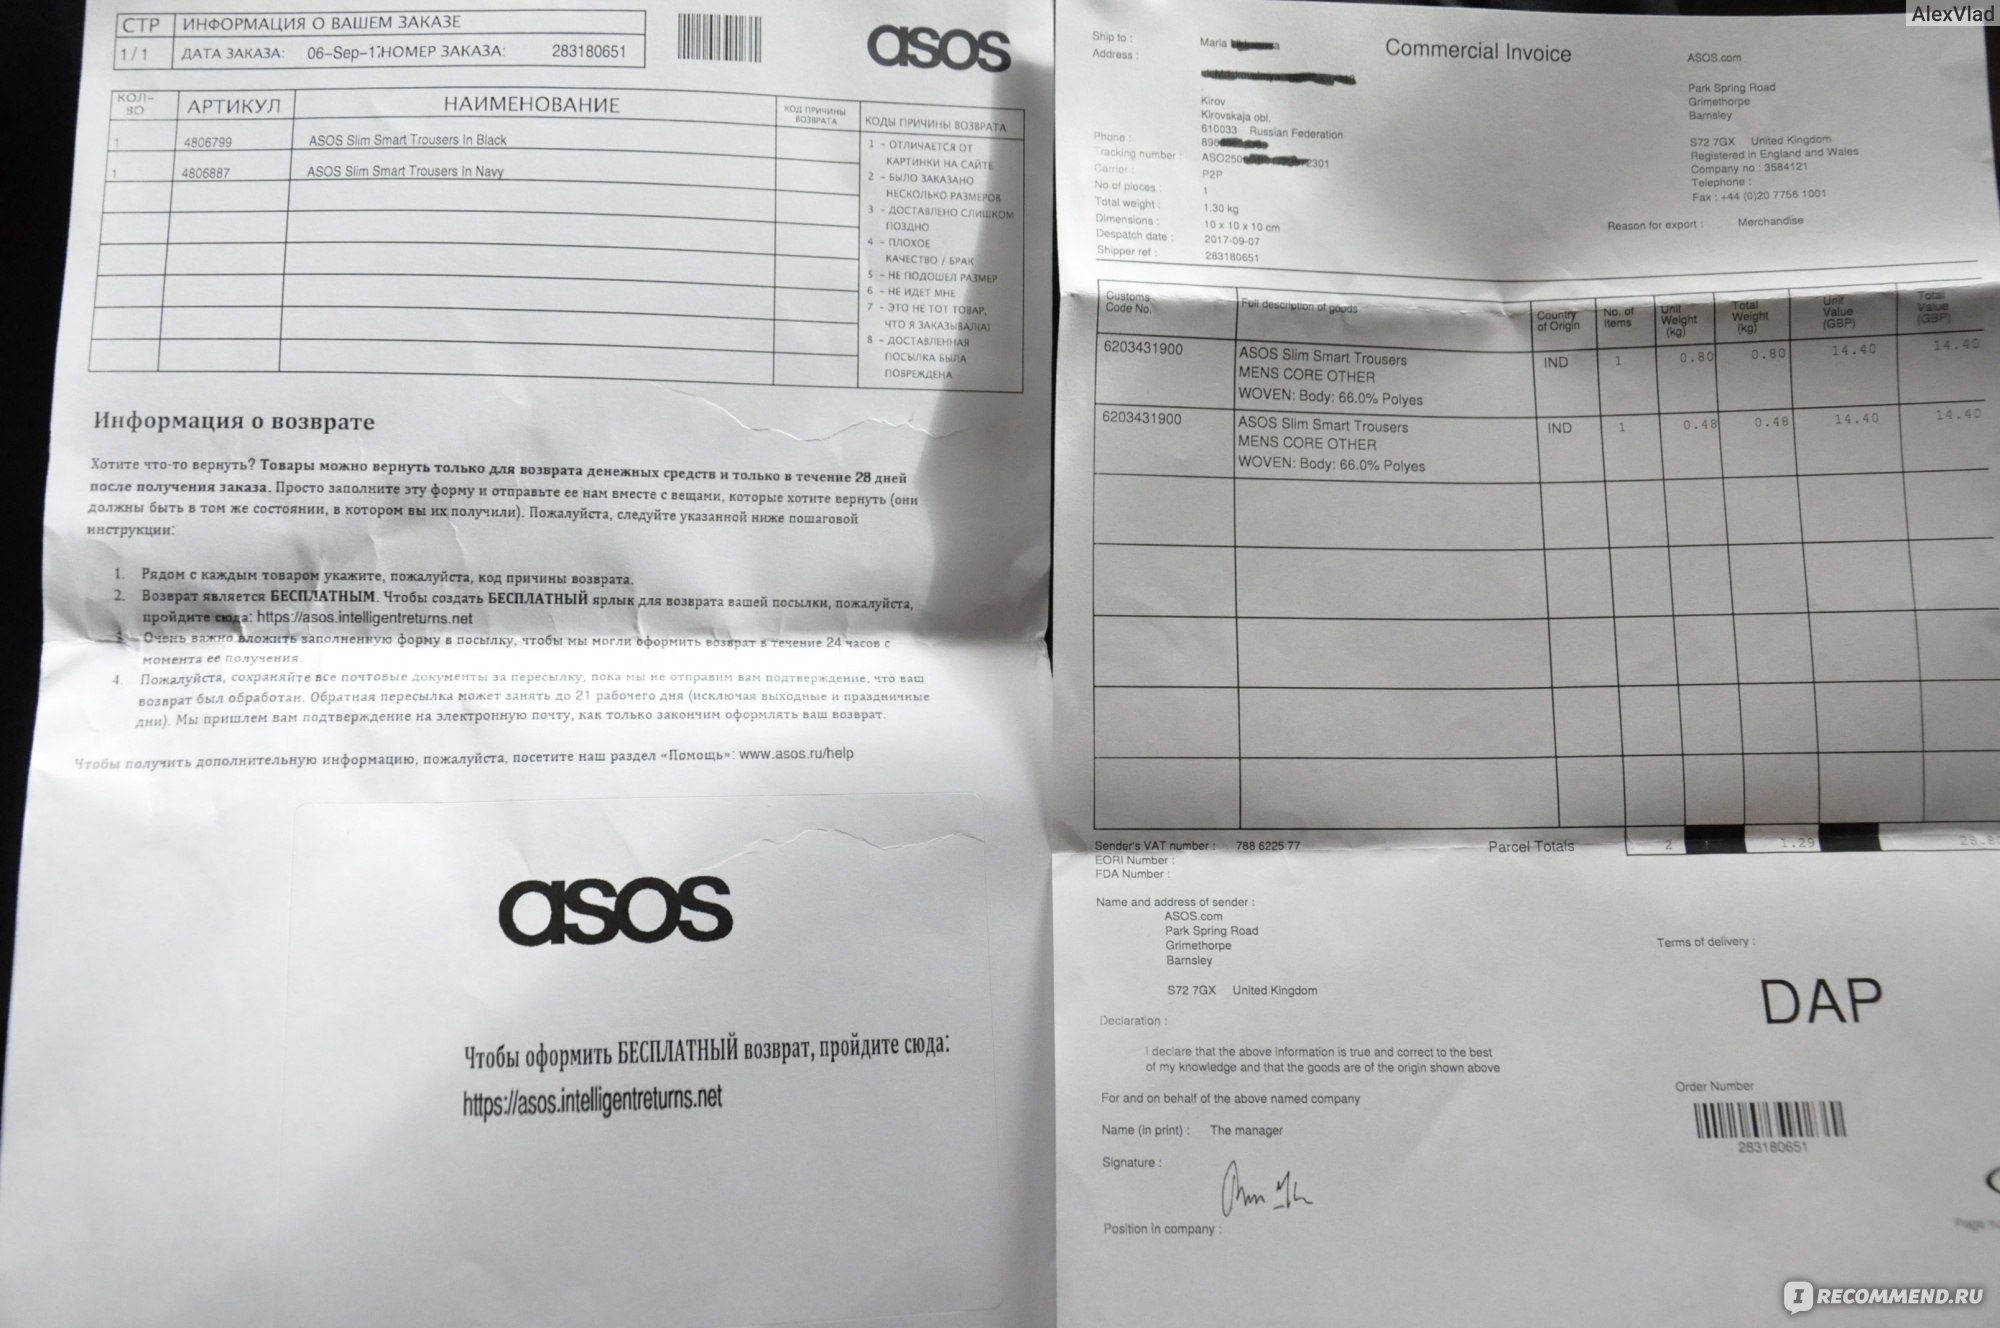 AlexVlad
СТР ИНФОРМАЦИЯ О ВАШЕМ ЗАКАЗЕ
1/1 ДАТА ЗАКАЗА: 06-Sep-1 НОМЕР ЗАКАЗА: 283180651
asos
КОЛ-ВО АРТИКУЛ НАИМЕНОВАНИЕ КОД ПРИЧИНЫ ВОЗВРАТА КОДЫ ПРИЧИНЫ ВОЗВРАТА
1 4806799 ASOS Slim Smart Trousers In Black
1 4806887 ASOS Slim Smart Trousers In Navy
1 - ОТЛИЧАЕТСЯ ОТ
КАРТИНКИ НА САЙТЕ
2 - БЫЛО ЗАКАЗАНО
НЕСКОЛЬКО РАЗМЕРОВ
3 - ДОСТАВЛЕНО СЛИШКОМ
ПОЗДНО
4 - ПЛОХОЕ
КАЧЕСТВО / БРАК
5 - НЕ ПОДОШЕЛ РАЗМЕР
6 - НЕ ИДЕТ МНЕ
7 - ЭТО НЕ ТОТ ТОВАР,
ЧТО Я ЗАКАЗЫВАЛ(А)
8 - ДОСТАВЛЕННАЯ
ПОСЫЛКА БЫЛА
ПОВРЕЖДЕНА
Информация о возврате
Хотите что-то вернуть? Товары можно вернуть только для возврата денежных средств и только в течение 28 дней
после получения заказа. Просто заполните эту форму и отправьте ее нам вместе с вещами, которые хотите вернуть (они
должны быть в том же состоянии, в котором вы их получили). Пожалуйста, следуйте указанной ниже пошаговой
инструкции:
1. Рядом с каждым товаром укажите, пожалуйста, код причины возврата.
2. Возврат является БЕСПЛАТНЫМ. Чтобы создать БЕСПЛАТНЫЙ ярлык для возврата вашей посылки, пожалуйста,
пройдите сюда: https://asos.intelligentreturns.net
3. Очень важно вложить заполненную форму в посылку, чтобы мы могли оформить возврат в течение 24 часов с
момента ее получения.
4. Пожалуйста, сохраняйте все почтовые документы за пересылку, пока мы не отправим вам подтверждение, что ваш
возврат был обработан. Обратная пересылка может занять до 21 рабочего дня (исключая выходные и праздничные
дни). Мы пришлем вам подтверждение на электронную почту, как только закончим оформлять ваш возврат.
Чтобы получить дополнительную информацию, пожалуйста, посетите наш раздел «Помощь»: www.asos.ru/help
asos
Чтобы оформить БЕСПЛАТНЫЙ возврат, пройдите сюда:
https://asos.intelligentreturns.net
Commercial Invoice
Ship to : Maria
Address :
Kirov
Kirovskaja obl.
610033 Russian Federation
Phone : 896
Tracking number : ASO250 2301
Carrier : P2P
No of pieces : 1
Total weight : 1.30 kg
Dimensions : 10 x 10 x 10 cm
Despatch date : 2017-09-07
Shipper ref : 283180651
ASOS.com
Park Spring Road
Grimethorpe
Barnsley
S72 7GX United Kingdom
Registered in England and Wales
Company no : 3584121
Telephone :
Fax : +44 (0)20 7756 1001
Reason for export : Merchandise
Customs Code No. Full description of goods Country of Origin No. of Items Unit Weight (kg) Total Weight (kg) Unit Value (GBP) Total Value (GBP)
6203431900 ASOS Slim Smart Trousers IND 1 0.80 0.80 14.40 14.40
MENS CORE OTHER
WOVEN: Body: 66.0% Polyes
6203431900 ASOS Slim Smart Trousers IND 1 0.48 0.48 14.40 14.40
MENS CORE OTHER
WOVEN: Body: 66.0% Polyes
Sender's VAT number : 788 6225 77 Parcel Totals 2 1.29 28.8
EORI Number :
FDA Number :
Name and address of sender :
ASOS.com
Park Spring Road
Grimethorpe
Barnsley
S72 7GX United Kingdom
Terms of delivery :
DAP
Declaration :
I declare that the above information is true and correct to the best
of my knowledge and that the goods are of the origin shown above
For and on behalf of the above named company
Name (in print) : The manager
Signature :
Position in company :
Order Number
283180651
IRECOMMEND.RU